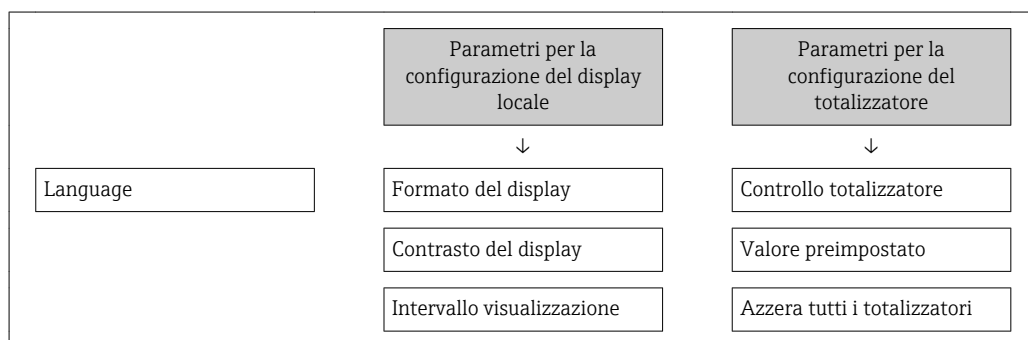 Parametri per la
configurazione del display
locale
Parametri per la
configurazione del
totalizzatore
↓
↓
Language
Formato del display
Controllo totalizzatore
Contrasto del display
Valore preimpostato
Intervallo visualizzazione
Azzera tutti i totalizzatori